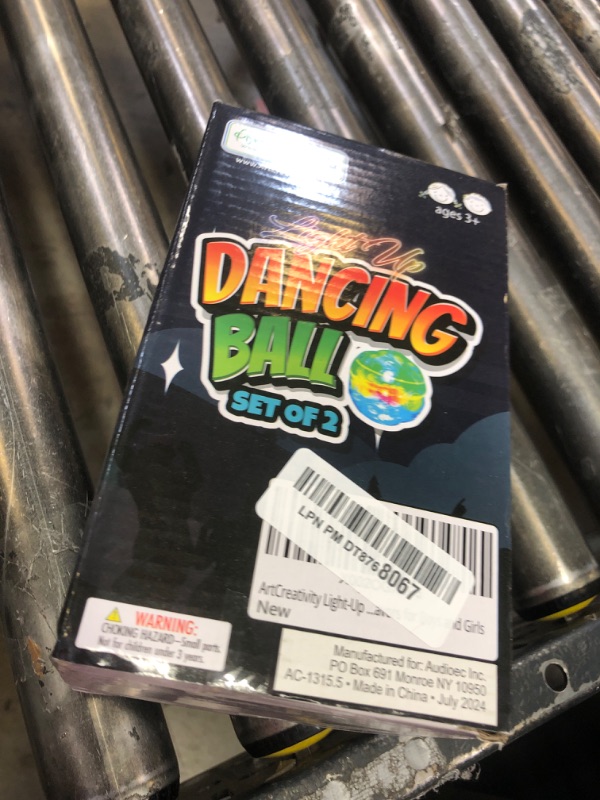 ages 3+
Light Up
DANCING
BALL
SET OF 2
LPN PM DT8768067
ArtCreativity Light-Up ... Girls
New
WARNING:
CHOKING HAZARD-Small parts.
Not for children under 3 years.
Manufactured for: Audioec Inc.
PO Box 691 Monroe NY 10950
AC-1315.5 • Made in China • July 2024